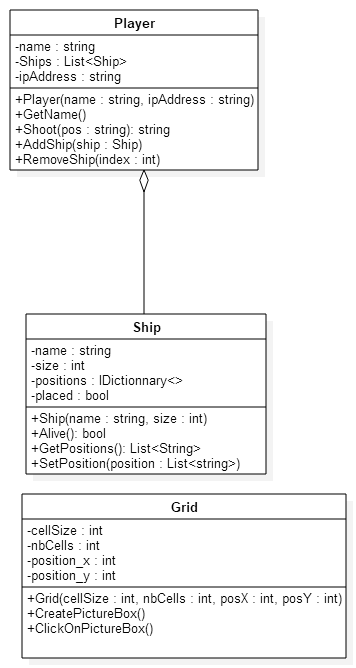 Player
-name : string
-Ships : List<Ship>
-ipAddress : string
+Player(name : string, ipAddress : string)
+GetName()
+Shoot(pos : string): string
+AddShip(ship : Ship)
+RemoveShip(index : int)
Ship
-name : string
-size : int
-positions : IDictionnary<>
-placed : bool
+Ship(name : string, size : int)
+Alive(): bool
+GetPositions(): List<String>
+SetPosition(position : List<string>)
Grid
-cellSize : int
-nbCells : int
-position_x : int
-position_y : int
+Grid(cellSize : int, nbCells : int, posX : int, posY : int)
+CreatePictureBox()
+ClickOnPictureBox()